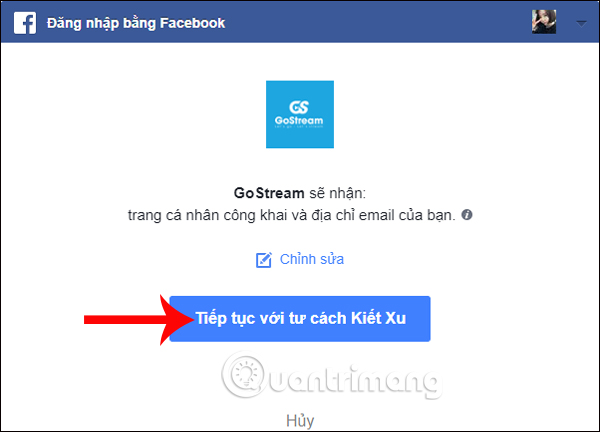 Đăng nhập bằng Facebook
GS
GoStream
GoStream sẽ nhận:
trang cá nhân công khai và địa chỉ email của bạn.
Chỉnh sửa
Tiếp tục với tư cách Kiết Xu
Quantrimang
Hủy